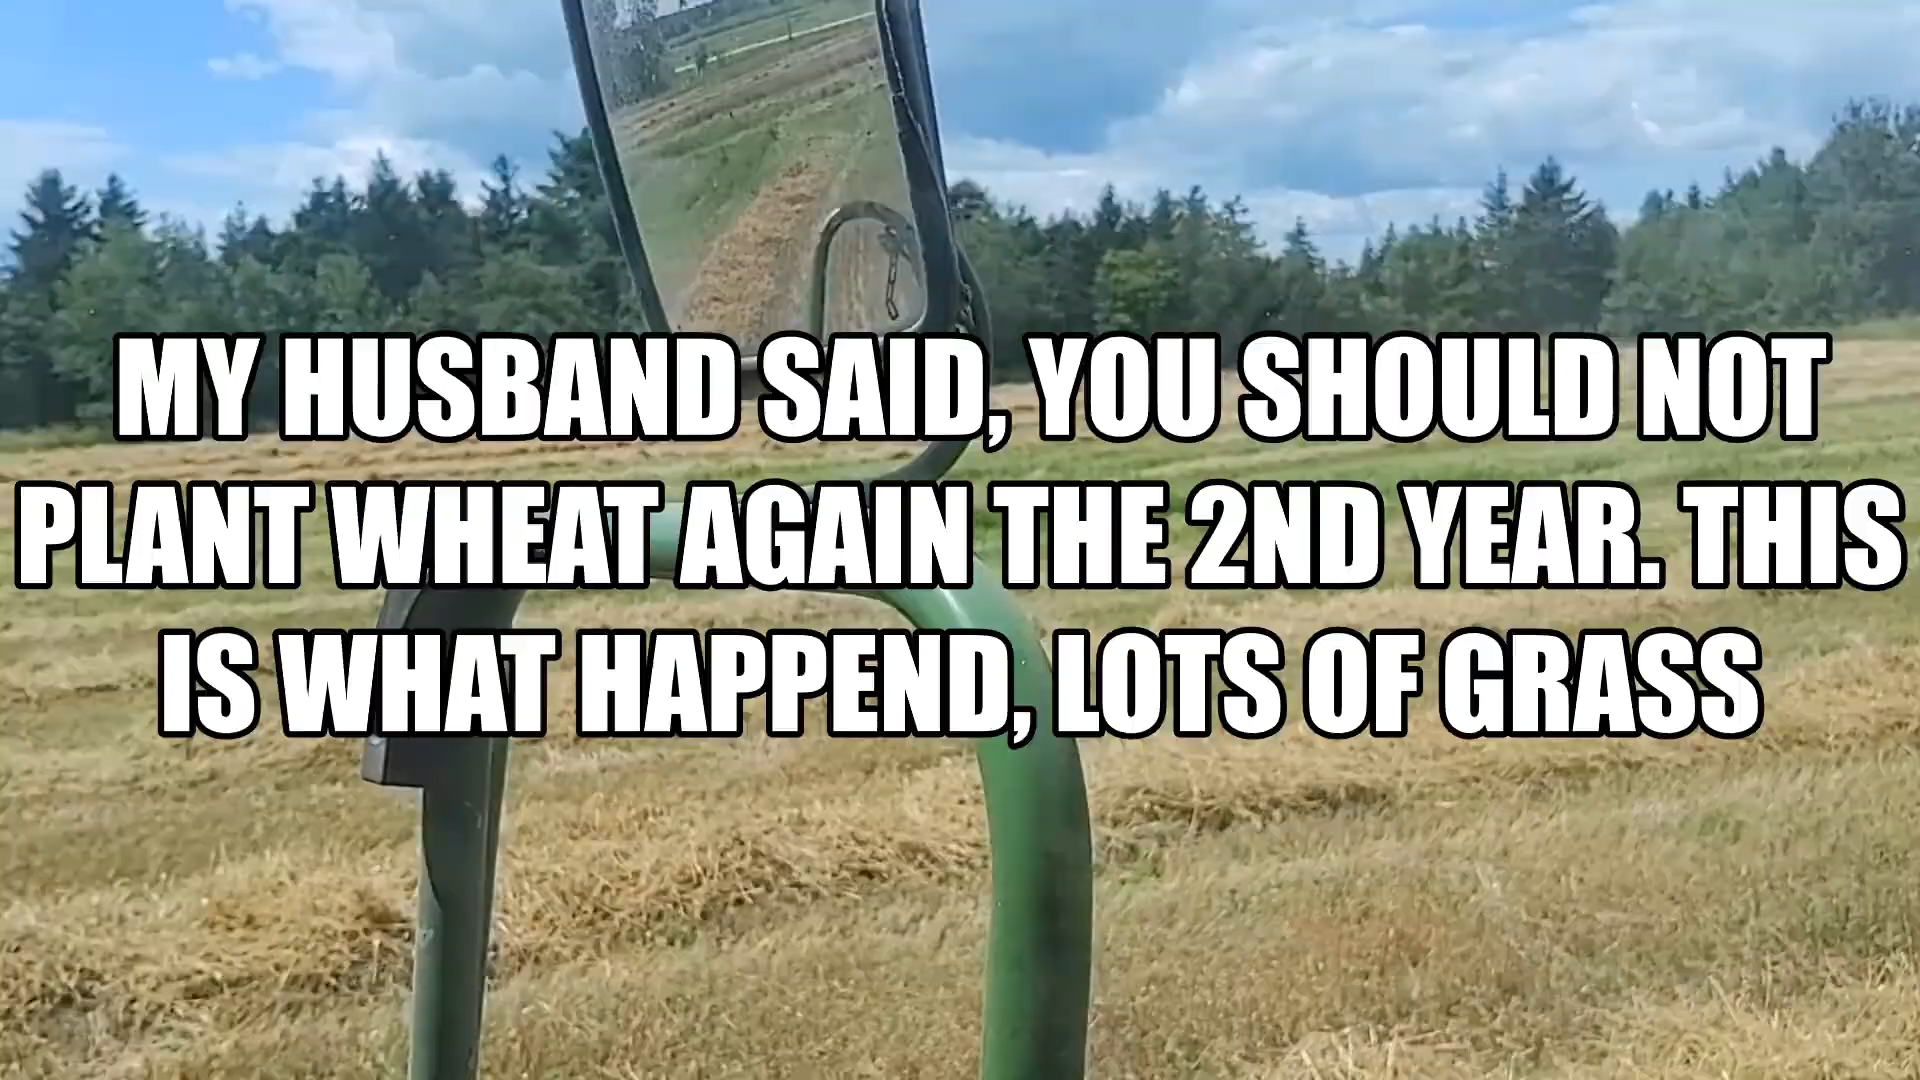 MY HUSBAND SAID, YOU SHOULD NOT
PLANT WHEAT AGAIN THE 2ND YEAR. THIS
IS WHAT HAPPEND, LOTS OF GRASS